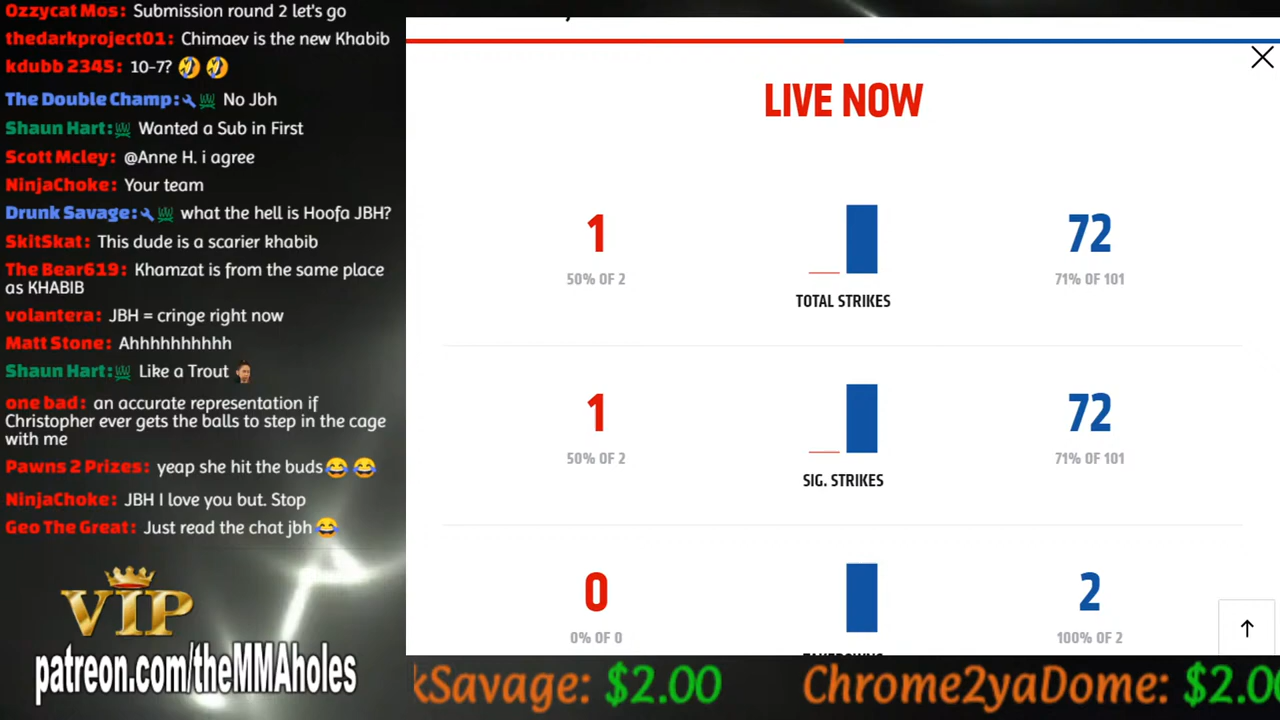 Ozzycat Mos: Submission round 2 let's go
thedarkproject01: Chimaev is the new Khabib
kdubb 2345: 10-7? 🤣 🤣
The Double Champ: No Jbh
Shaun Hart: Wanted a Sub in First
Scott Mcley: @Anne H. i agree
NinjaChoke: Your team
Drunk Savage: what the hell is Hoofa JBH?
SkitSkat: This dude is a scarier khabib
The Bear619: Khamzat is from the same place
as KHABIB
volantera: JBH = cringe right now
Matt Stone: Ahhhhhhhhhh
Shaun Hart: Like a Trout
one bad: an accurate representation if
Christopher ever gets the balls to step in the cage
with me
Pawns 2 Prizes: yeap she hit the buds😂 😂
NinjaChoke: JBH I love you but. Stop
Geo The Great: Just read the chat jbh 😂
VIP
patreon.com/theMMAholes
LIVE NOW
1 72
50% OF 2 71% OF 101
TOTAL STRIKES
1 72
50% OF 2 71% OF 101
SIG. STRIKES
0 2
0% OF 0 100% OF 2
kSavage: $2.00 Chrome2yaDome: $2.0